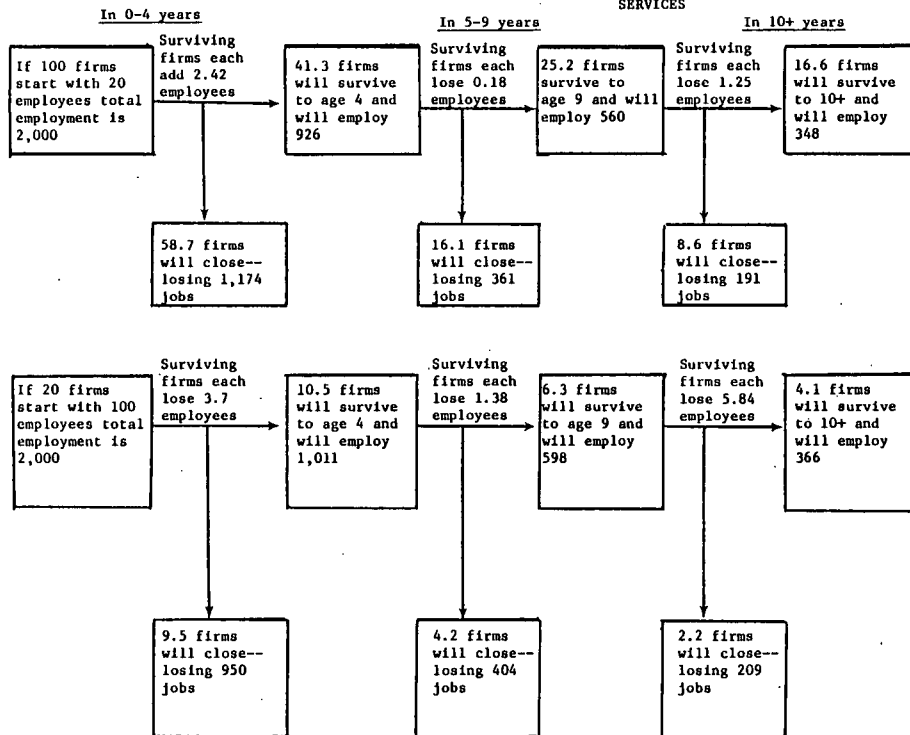 SERVICES
In 0-4 years
In 5-9 years
In 10+ years
If 100 firms
start with 20
employees total
employment is
2,000
Surviving
firms each
add 2.42
employees
41.3 firms
will survive
to age 4 and
will employ
926
Surviving
firms each
lose 0.18
employees
25.2 firms
survive to
age 9 and will
employ 560
Surviving
firms each
lose 1.25
employees
16.6 firms
will survive
to 10+ and
will employ
348
58.7 firms
will close--
losing 1,174
jobs
16.1 firms
will close--
losing 361
jobs
8.6 firms
will close--
losing 191
jobs
If 20 firms
start with 100
employees total
employment is
2,000
Surviving
firms each
lose 3.7
employees
10.5 firms
will survive
to age 4 and
will employ
1,011
Surviving
firms each
lose 1.38
employees
6.3 firms
will survive
to age 9 and
will employ
598
Surviving
firms each
lose 5.84
employees
4.1 firms
will survive
to 10+ and
will employ
366
9.5 firms
will close--
losing 950
jobs
4.2 firms
will close--
losing 404
jobs
2.2 firms
will close--
losing 209
jobs